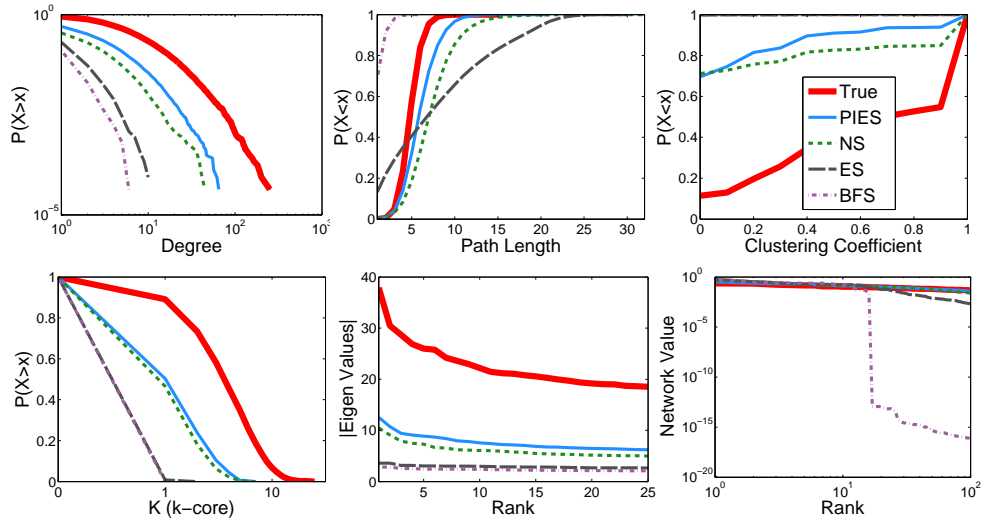 10^0
10^-5
P(X>x)
10^0 10^1 10^2 10^3
Degree
1
0.8
0.6
0.4
0.2
0
P(X<x)
5 10 15 20 25 30
Path Length
1
0.8
0.6
0.4
0.2
0
P(X<x)
0 0.2 0.4 0.6 0.8 1
Clustering Coefficient
True
PIES
NS
ES
BFS
1
0.8
0.6
0.4
0.2
0
P(X>x)
0 1 10
K (k-core)
40
30
20
10
0
|Eigen Values|
5 10 15 20 25
Rank
10^0
10^-5
10^-10
10^-15
10^-20
Network Value
10^0 10^1 10^2
Rank